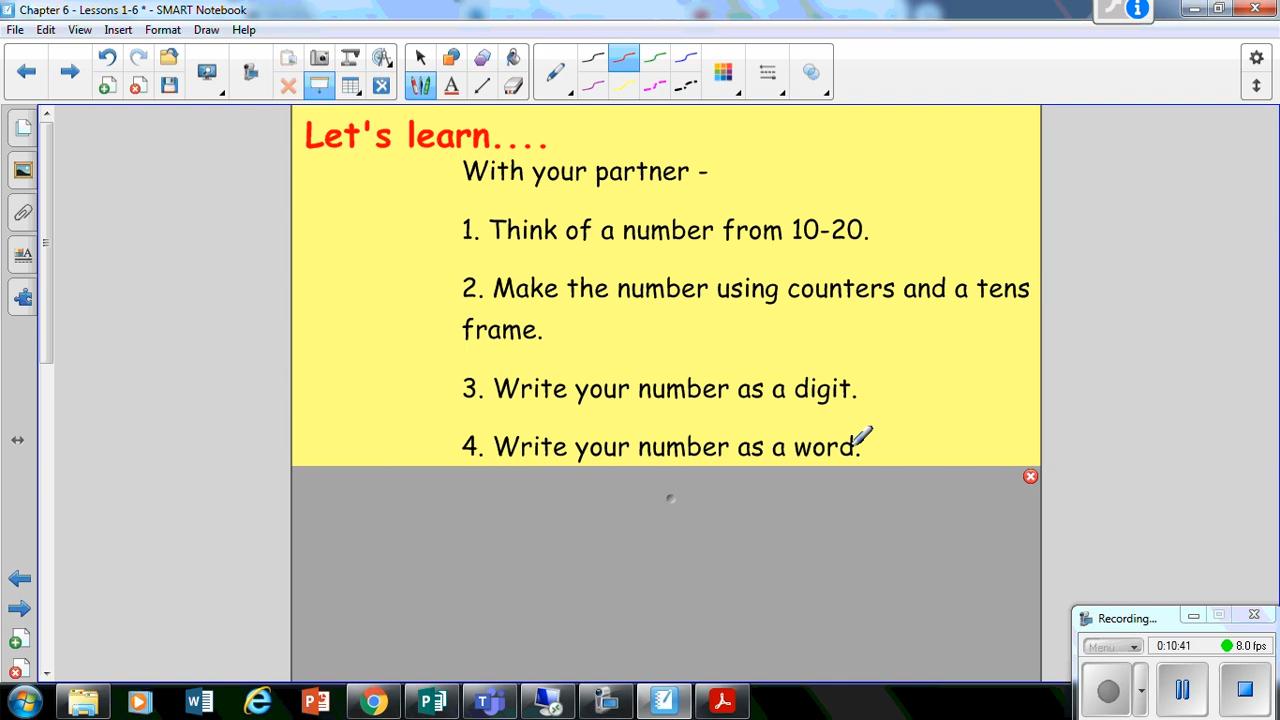 Chapter 6 - Lessons 1-6 * - SMART Notebook
File Edit View Insert Format Draw Help
Let's learn....
With your partner -
1. Think of a number from 10-20.
2. Make the number using counters and a tens
frame.
3. Write your number as a digit.
4. Write your number as a word.
Recording...
Menu 0:10:41 8.0 fps